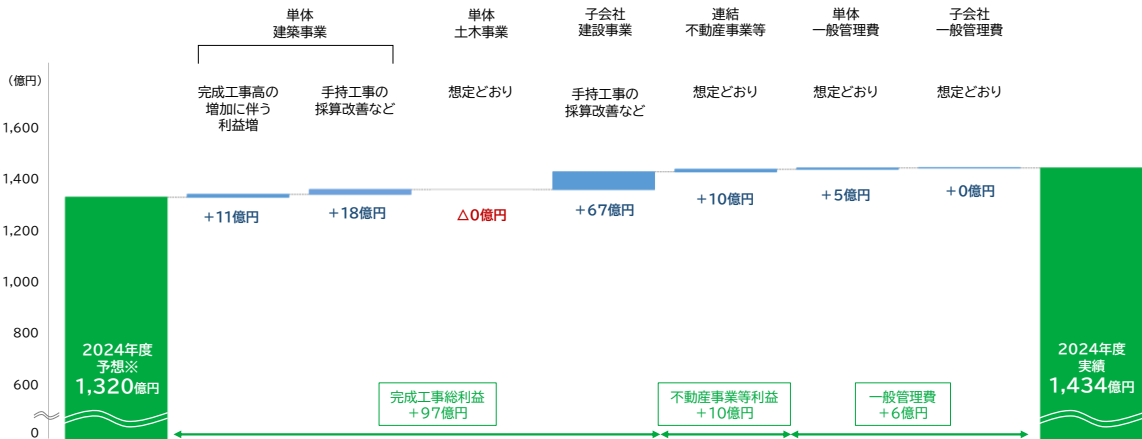 単体
建築事業
単体
土木事業
子会社
建設事業
連結
不動産事業等
単体
一般管理費
子会社
一般管理費
（億円）
完成工事高の
増加に伴う
利益増
手持工事の
採算改善など
想定どおり
手持工事の
採算改善など
想定どおり
想定どおり
想定どおり
1,600
1,400
1,200
1,000
800
600
0
+11億円
+18億円
△0億円
+67億円
+10億円
+5億円
+0億円
2024年度
予想※
1,320億円
完成工事総利益
+97億円
不動産事業等利益
+10億円
一般管理費
+6億円
2024年度
実績
1,434億円